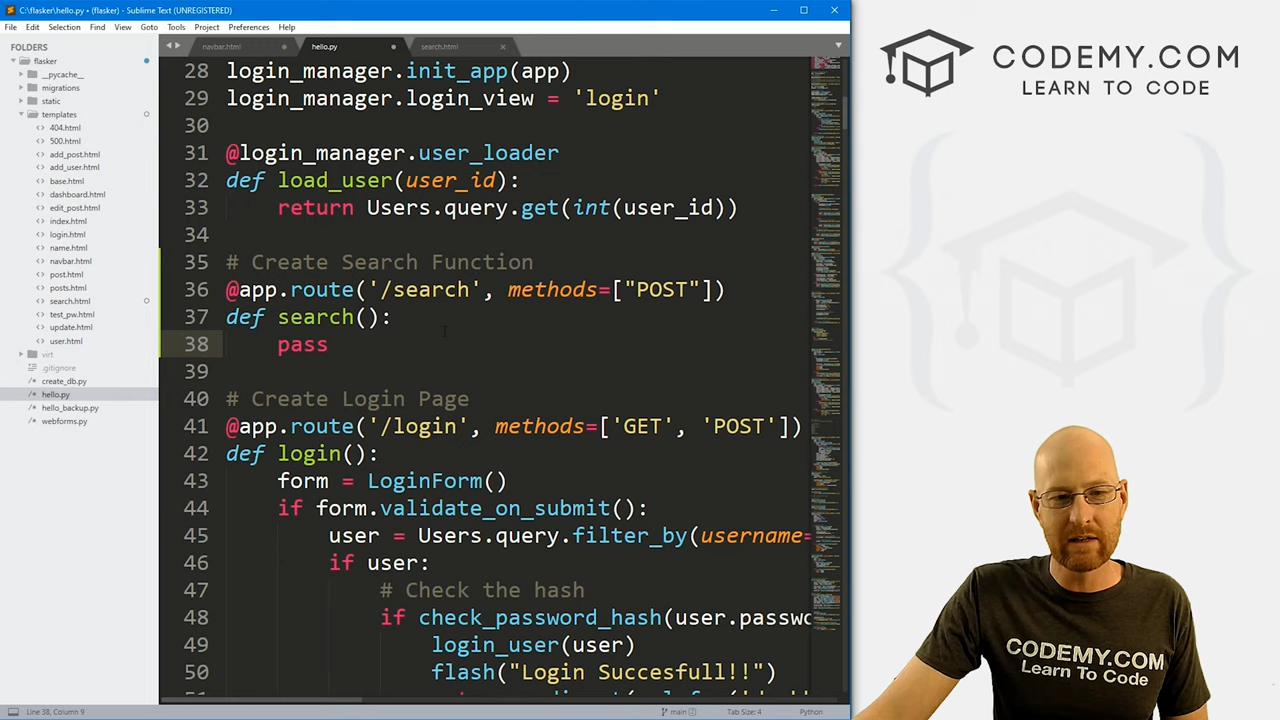 C:\flasker\hello.py • (flasker) - Sublime Text (UNREGISTERED)
File Edit Selection Find View Goto Tools Project Preferences Help
FOLDERS
flasker
__pycache__
migrations
static
templates
404.html
500.html
add_post.html
add_user.html
base.html
dashboard.html
edit_post.html
index.html
login.html
name.html
navbar.html
post.html
posts.html
search.html
test_pw.html
update.html
user.html
virt
.gitignore
create_db.py
hello.py
hello_backup.py
webforms.py
navbar.html hello.py search.html
28 login_manager.init_app(app)
29 login_manager.login_view = 'login'
30
31 @login_manager.user_loader
32 def load_user(user_id):
33 return Users.query.get(int(user_id))
34
35 # Create Search Function
36 @app.route('/search', methods=["POST"])
37 def search():
38 pass
39
40 # Create Login Page
41 @app.route('/login', methods=['GET', 'POST'])
42 def login():
43 form = LoginForm()
44 if form.validate_on_submit():
45 user = Users.query.filter_by(username=
46 if user:
47 # Check the hash
48 if check_password_hash(user.passwo
49 login_user(user)
50 flash("Login Succesfull!!")
Line 38, Column 9
main
Tab Size: 4
Python
CODEMY.COM
LEARN TO CODE
CODEMY.COM
Learn To Code